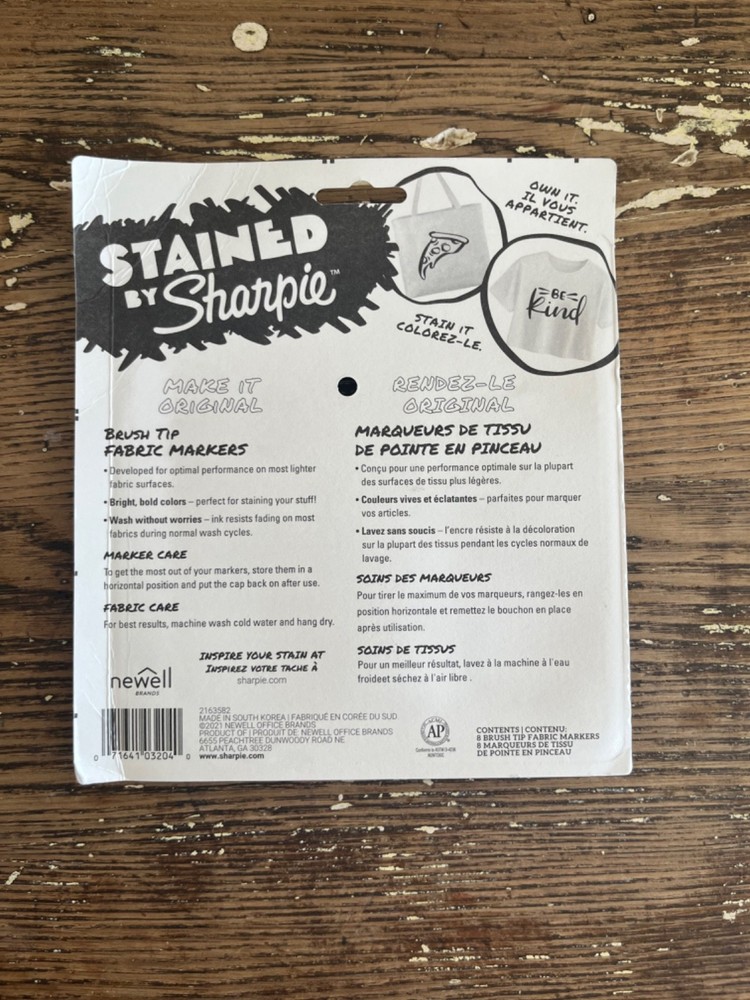 STAINED
BY Sharpie™
OWN IT.
IL VOUS
APPARTIENT.
BE
Kind
STAIN IT
COLOREZ-LE.
MAKE IT
ORIGINAL
BRUSH TIP
FABRIC MARKERS
• Developed for optimal performance on most lighter
fabric surfaces.
• Bright, bold colors – perfect for staining your stuff!
• Wash without worries – ink resists fading on most
fabrics during normal wash cycles.
MARKER CARE
To get the most out of your markers, store them in a
horizontal position and put the cap back on after use.
FABRIC CARE
For best results, machine wash cold water and hang dry.
RENDEZ-LE
ORIGINAL
MARQUEURS DE TISSU
DE POINTE EN PINCEAU
• Conçu pour une performance optimale sur la plupart
des surfaces de tissu plus légères.
• Couleurs vives et éclatantes – parfaites pour marquer
vos articles.
• Lavez sans soucis – l'encre résiste à la décoloration
sur la plupart des tissus pendant les cycles normaux de
lavage.
SOINS DES MARQUEURS
Pour tirer le maximum de vos marqueurs, rangez-les en
position horizontale et remettez le bouchon en place
après utilisation.
SOINS DE TISSUS
Pour un meilleur résultat, lavez à la machine à l'eau
froideet séchez à l'air libre .
newell
BRANDS
INSPIRE YOUR STAIN AT
INSPIREZ VOTRE TACHE À
sharpie.com
0 71641 03204 0
2163582
MADE IN SOUTH KOREA | FABRIQUÉ EN CORÉE DU SUD
©2021 NEWELL OFFICE BRANDS
PRODUCT OF | PRODUIT DE: NEWELL OFFICE BRANDS
6655 PEACHTREE DUNWOODY ROAD NE
ATLANTA, GA 30328
www.sharpie.com
AP
CONTENTS | CONTENU:
8 BRUSH TIP FABRIC MARKERS
8 MARQUEURS DE TISSU
DE POINTE EN PINCEAU